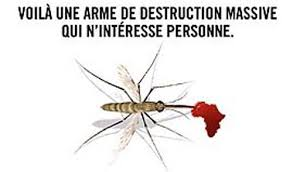 VOILÀ UNE ARME DE DESTRUCTION MASSIVE
QUI N'INTÉRESSE PERSONNE.